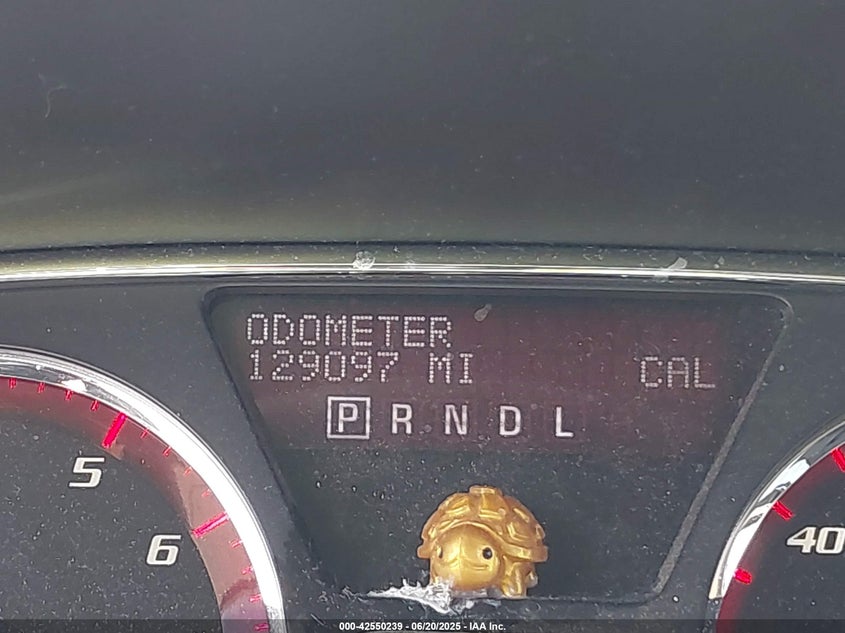 ODOMETER
129097 MI CAL
P R N D L
5
6
40
000-42550239 - 06/20/2025 - IAA Inc.